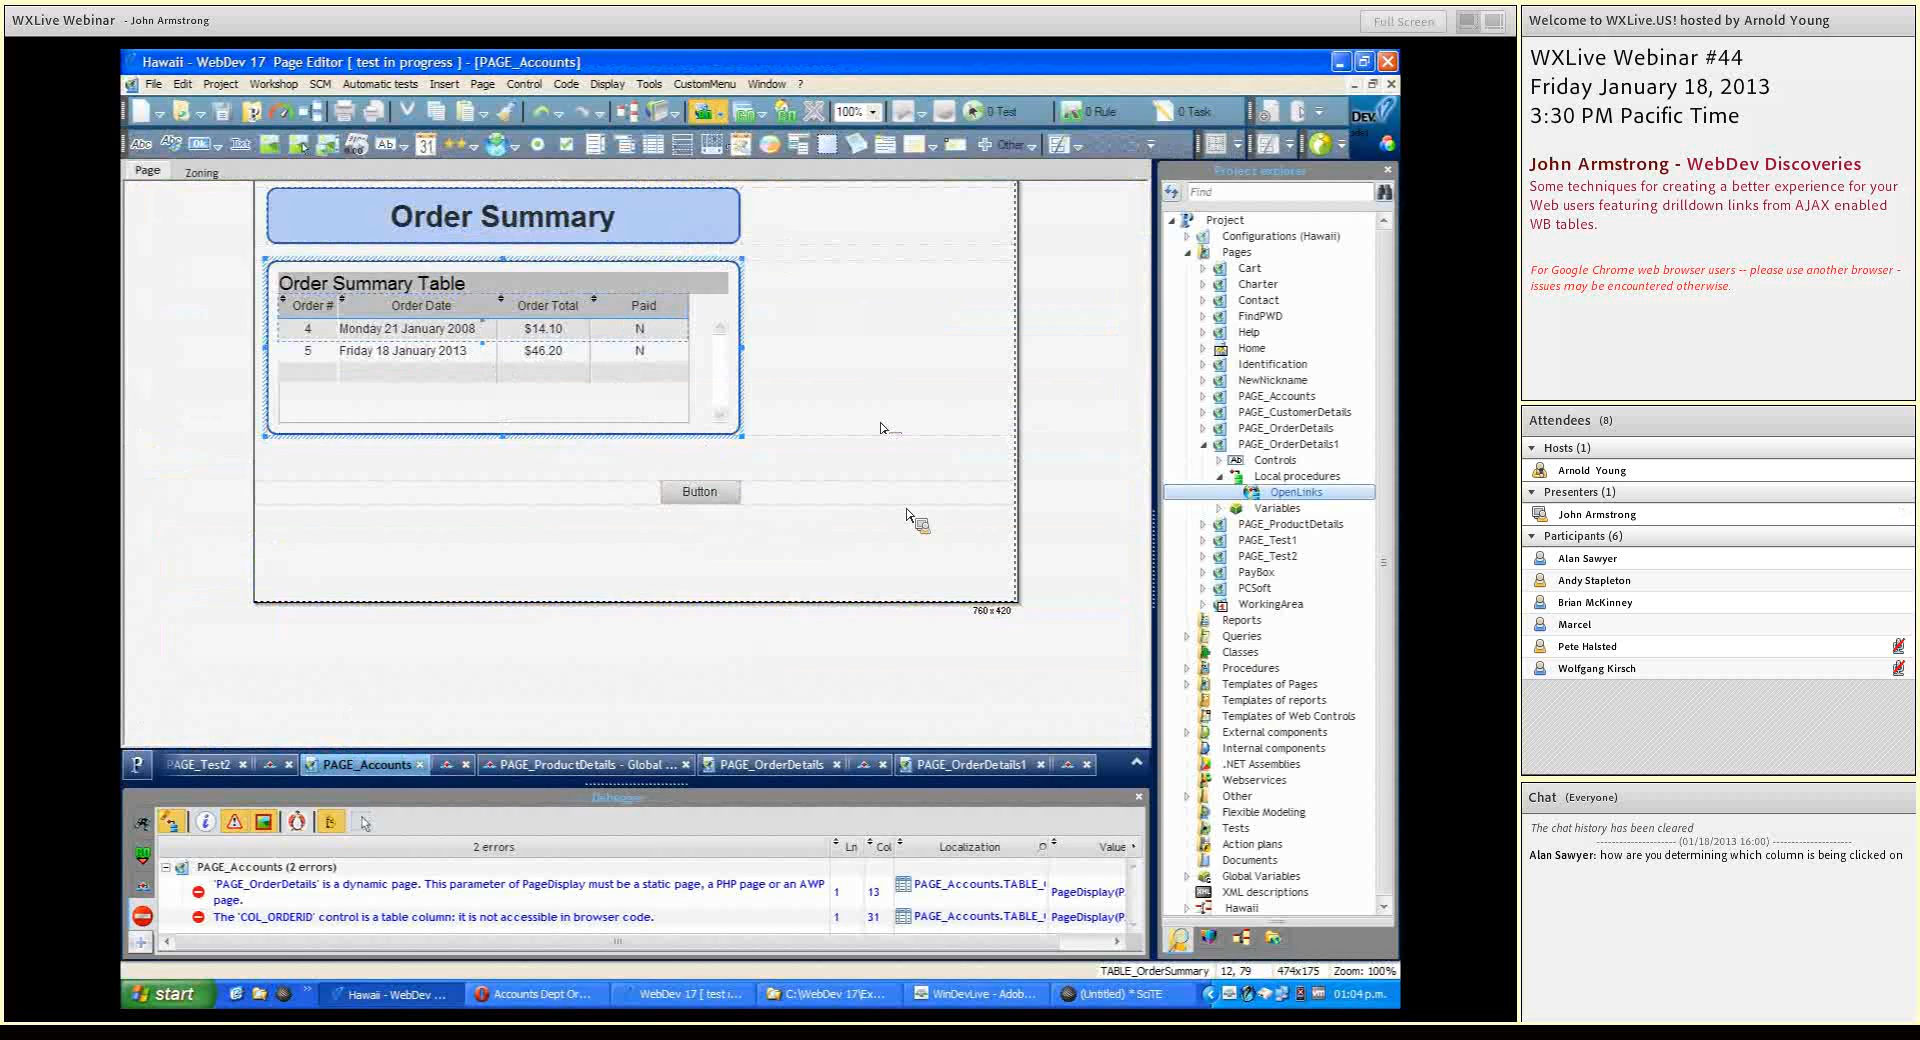 WXLive Webinar - John Armstrong
Full Screen
Hawaii - WebDev 17 Page Editor [ test in progress ] - [PAGE_Accounts]
File Edit Project Workshop SCM Automatic tests Insert Page Control Code Display Tools CustomMenu Window ?
100% 0 Test 0 Rule 0 Task
DEV
Abc OK Text Ab 31 Other
Page Zoning
Order Summary
Order Summary Table
Order # Order Date Order Total Paid
4 Monday 21 January 2008 $14.10 N
5 Friday 18 January 2013 $46.20 N
Button
760 x 420
Project explorer
Find
Project
Configurations (Hawaii)
Pages
Cart
Charter
Contact
FindPWD
Help
Home
Identification
NewNickname
PAGE_Accounts
PAGE_CustomerDetails
PAGE_OrderDetails
PAGE_OrderDetails1
Controls
Local procedures
OpenLinks
Variables
PAGE_ProductDetails
PAGE_Test1
PAGE_Test2
PayBox
PCSoft
WorkingArea
Reports
Queries
Classes
Procedures
Templates of Pages
Templates of reports
Templates of Web Controls
External components
Internal components
.NET Assemblies
Webservices
Other
Flexible Modeling
Tests
Action plans
Documents
Global Variables
XML descriptions
Hawaii
PAGE_Test2 PAGE_Accounts PAGE_ProductDetails - Global ... PAGE_OrderDetails PAGE_OrderDetails1
Debugger
2 errors Ln Col Localization Value
PAGE_Accounts (2 errors)
'PAGE_OrderDetails' is a dynamic page. This parameter of PageDisplay must be a static page, a PHP page or an AWP page. 1 13 PAGE_Accounts.TABLE_ PageDisplay(P
The 'COL_ORDERID' control is a table column: it is not accessible in browser code. 1 31 PAGE_Accounts.TABLE_ PageDisplay(P
TABLE_OrderSummary 12, 79 474x175 Zoom: 100%
start Hawaii - WebDev ... Accounts Dept Or... WebDev 17 [ test i... C:\WebDev 17\Ex... WinDevLive - Adob... (Untitled) * SciTE 01:04 p.m.
Welcome to WXLive.US! hosted by Arnold Young
WXLive Webinar #44
Friday January 18, 2013
3:30 PM Pacific Time
John Armstrong - WebDev Discoveries
Some techniques for creating a better experience for your
Web users featuring drilldown links from AJAX enabled
WB tables.
For Google Chrome web browser users -- please use another browser -
issues may be encountered otherwise.
Attendees (8)
Hosts (1)
Arnold Young
Presenters (1)
John Armstrong
Participants (6)
Alan Sawyer
Andy Stapleton
Brian McKinney
Marcel
Pete Halsted
Wolfgang Kirsch
Chat (Everyone)
The chat history has been cleared
-------------------- (01/18/2013 16:00) -------------------
Alan Sawyer: how are you determining which column is being clicked on